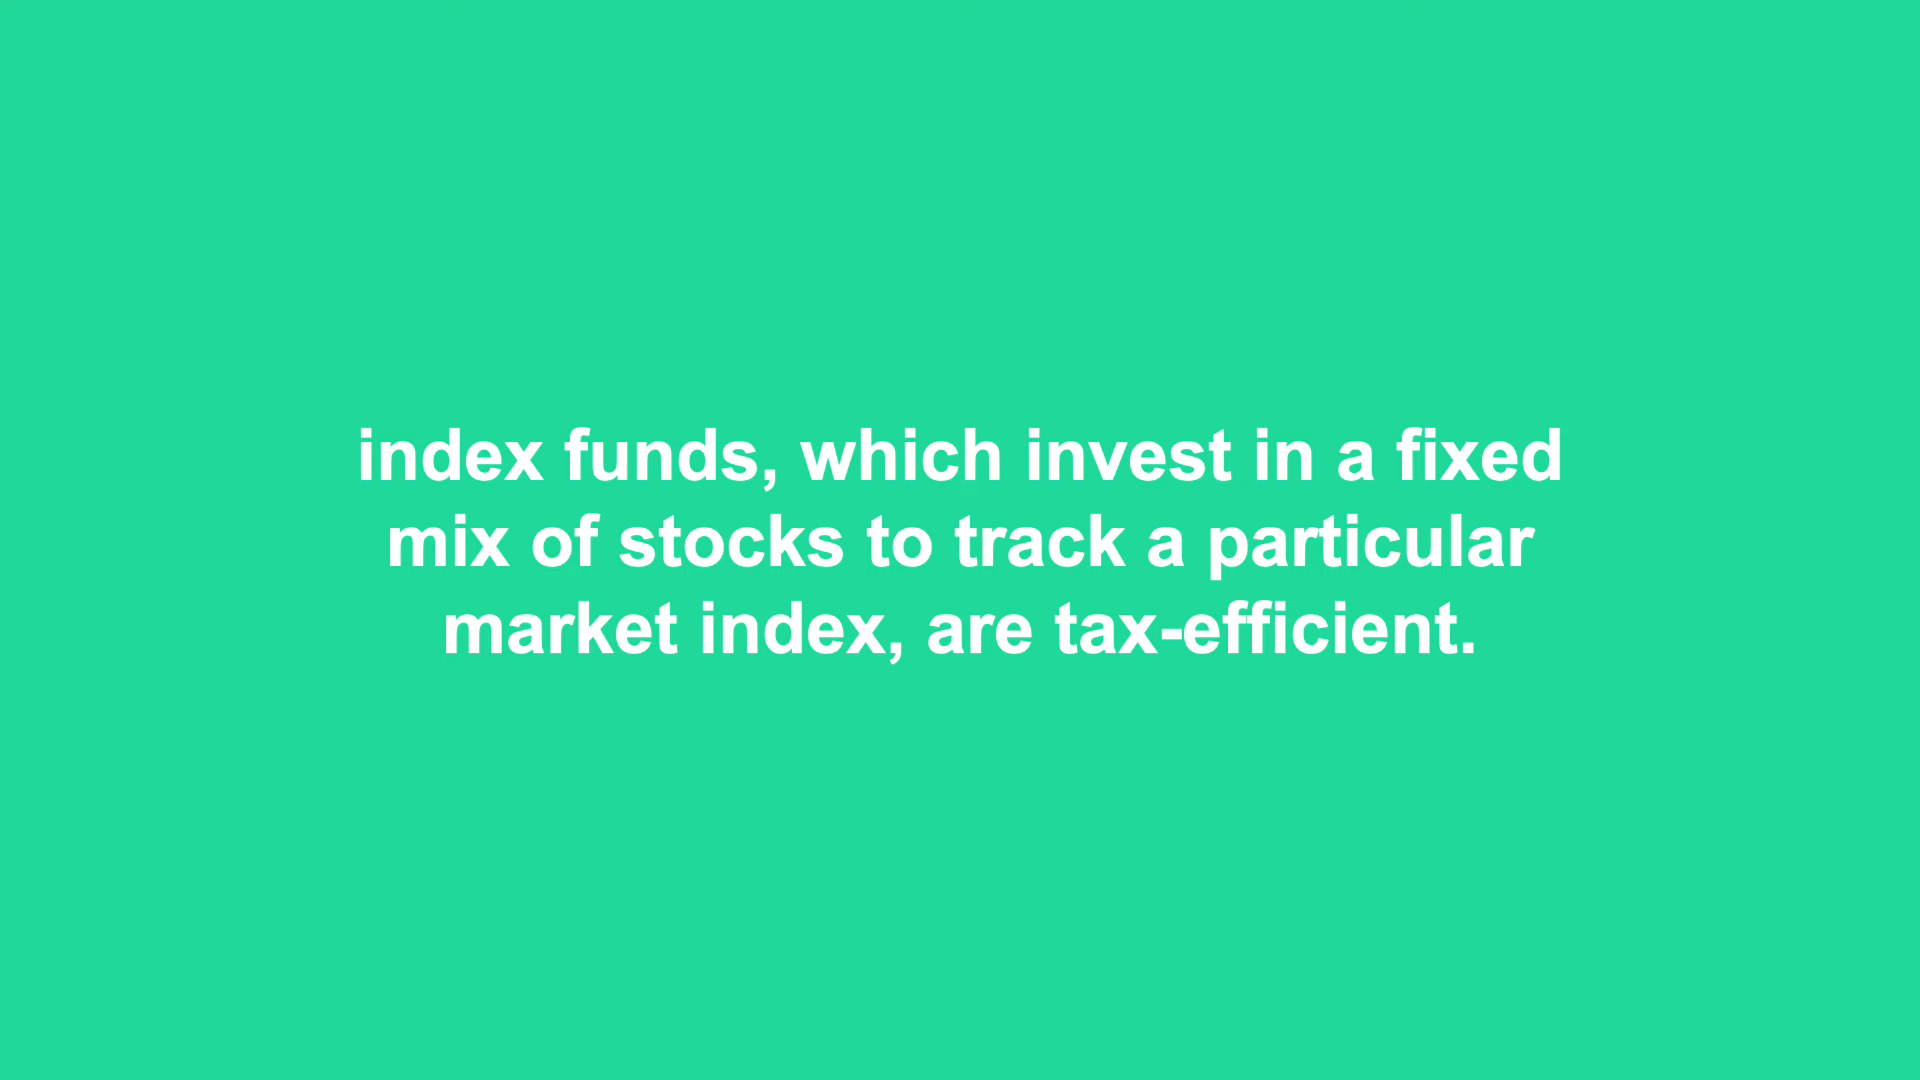 index funds, which invest in a fixed
mix of stocks to track a particular
market index, are tax-efficient.